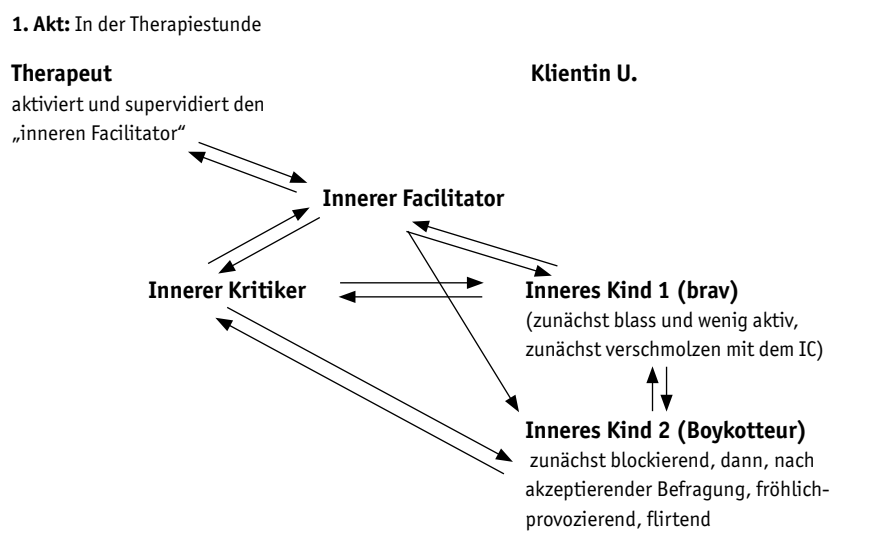 1. Akt: In der Therapiestunde
Therapeut
aktiviert und supervidiert den
„inneren Facilitator“
Klientin U.
Innerer Facilitator
Innerer Kritiker
Inneres Kind 1 (brav)
(zunächst blass und wenig aktiv,
zunächst verschmolzen mit dem IC)
Inneres Kind 2 (Boykotteur)
zunächst blockierend, dann, nach
akzeptierender Befragung, fröhlich-
provozierend, flirtend